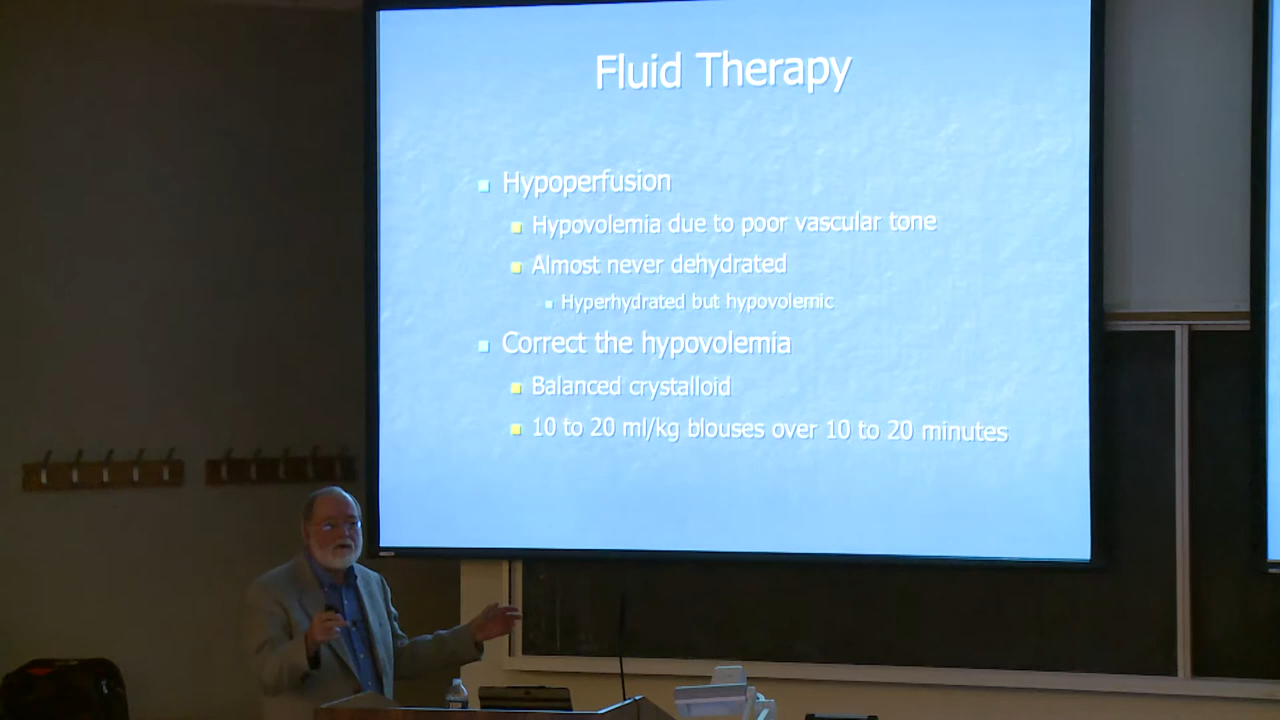 Fluid Therapy
Hypoperfusion
Hypovolemia due to poor vascular tone
Almost never dehydrated
Hyperhydrated but hypovolemic
Correct the hypovolemia
Balanced crystalloid
10 to 20 ml/kg blouses over 10 to 20 minutes